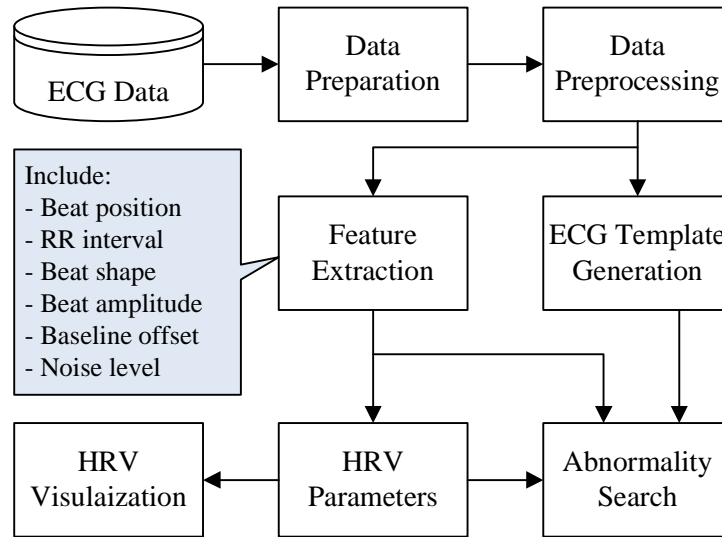 ECG Data
Data
Preparation
Data
Preprocessing
Include:
- Beat position
- RR interval
- Beat shape
- Beat amplitude
- Baseline offset
- Noise level
Feature
Extraction
ECG Template
Generation
HRV
Visulaization
HRV
Parameters
Abnormality
Search